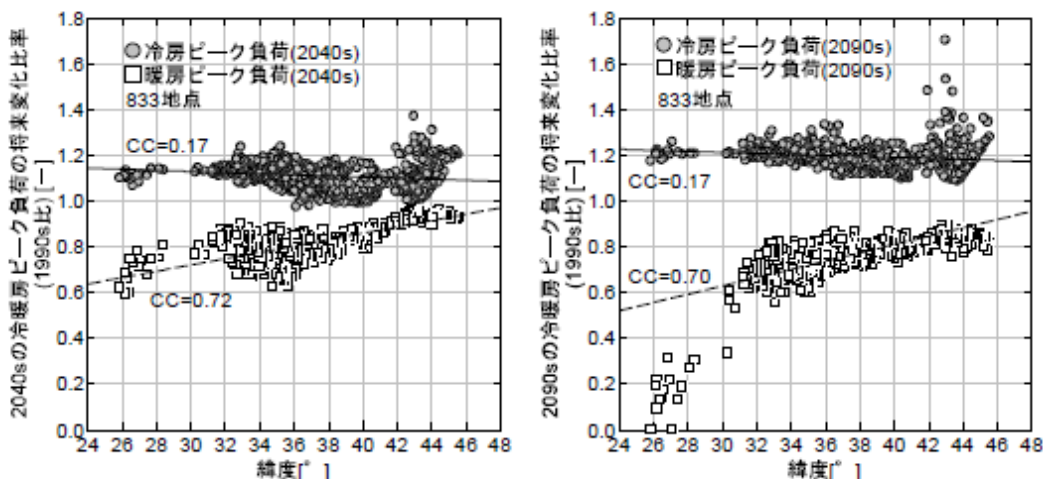 2040sの冷暖房ピーク負荷の将来変化比率
(1990s比) [―]
1.8
1.6
1.4
1.2
1.0
0.8
0.6
0.4
0.2
0.0
冷房ピーク負荷(2040s)
暖房ピーク負荷(2040s)
833地点
CC=0.17
CC=0.72
24 26 28 30 32 34 36 38 40 42 44 46 48
緯度[°]
2090sの冷暖房ピーク負荷の将来変化比率
(1990s比) [―]
1.8
1.6
1.4
1.2
1.0
0.8
0.6
0.4
0.2
0.0
冷房ピーク負荷(2090s)
暖房ピーク負荷(2090s)
833地点
CC=0.17
CC=0.70
24 26 28 30 32 34 36 38 40 42 44 46 48
緯度[°]